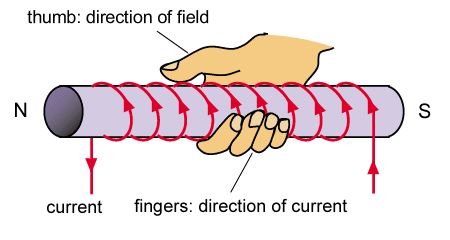 thumb: direction of field
N
S
current
fingers: direction of current